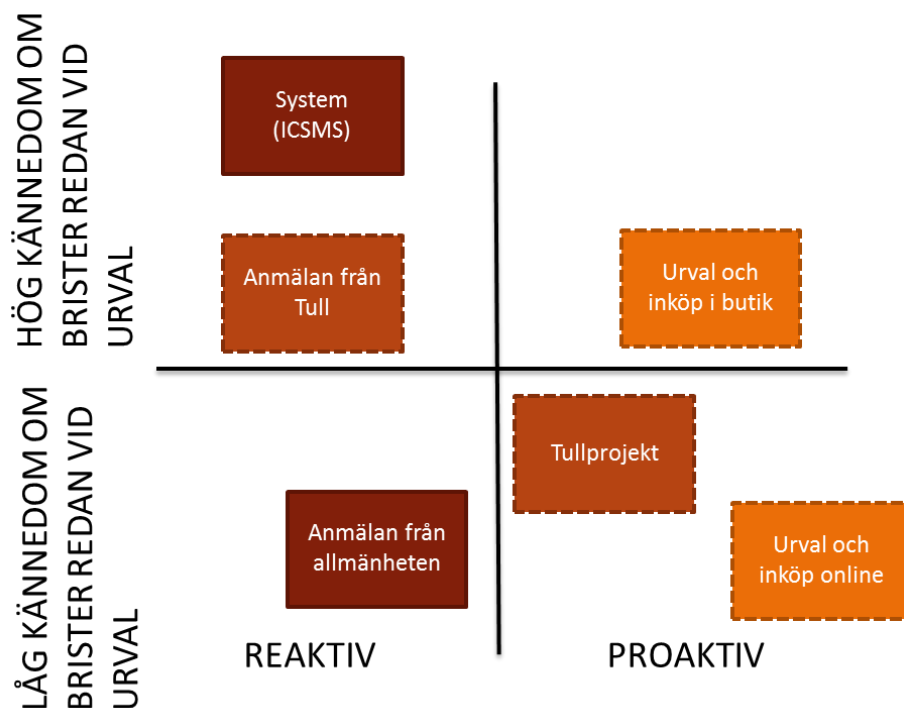 HÖG KÄNNEDOM OM
BRISTER REDAN VID
URVAL
System
(ICSMS)
Anmälan från
Tull
Urval och
inköp i butik
LÅG KÄNNEDOM OM
BRISTER REDAN VID
URVAL
Tullprojekt
Anmälan från
allmänheten
Urval och
inköp online
REAKTIV
PROAKTIV